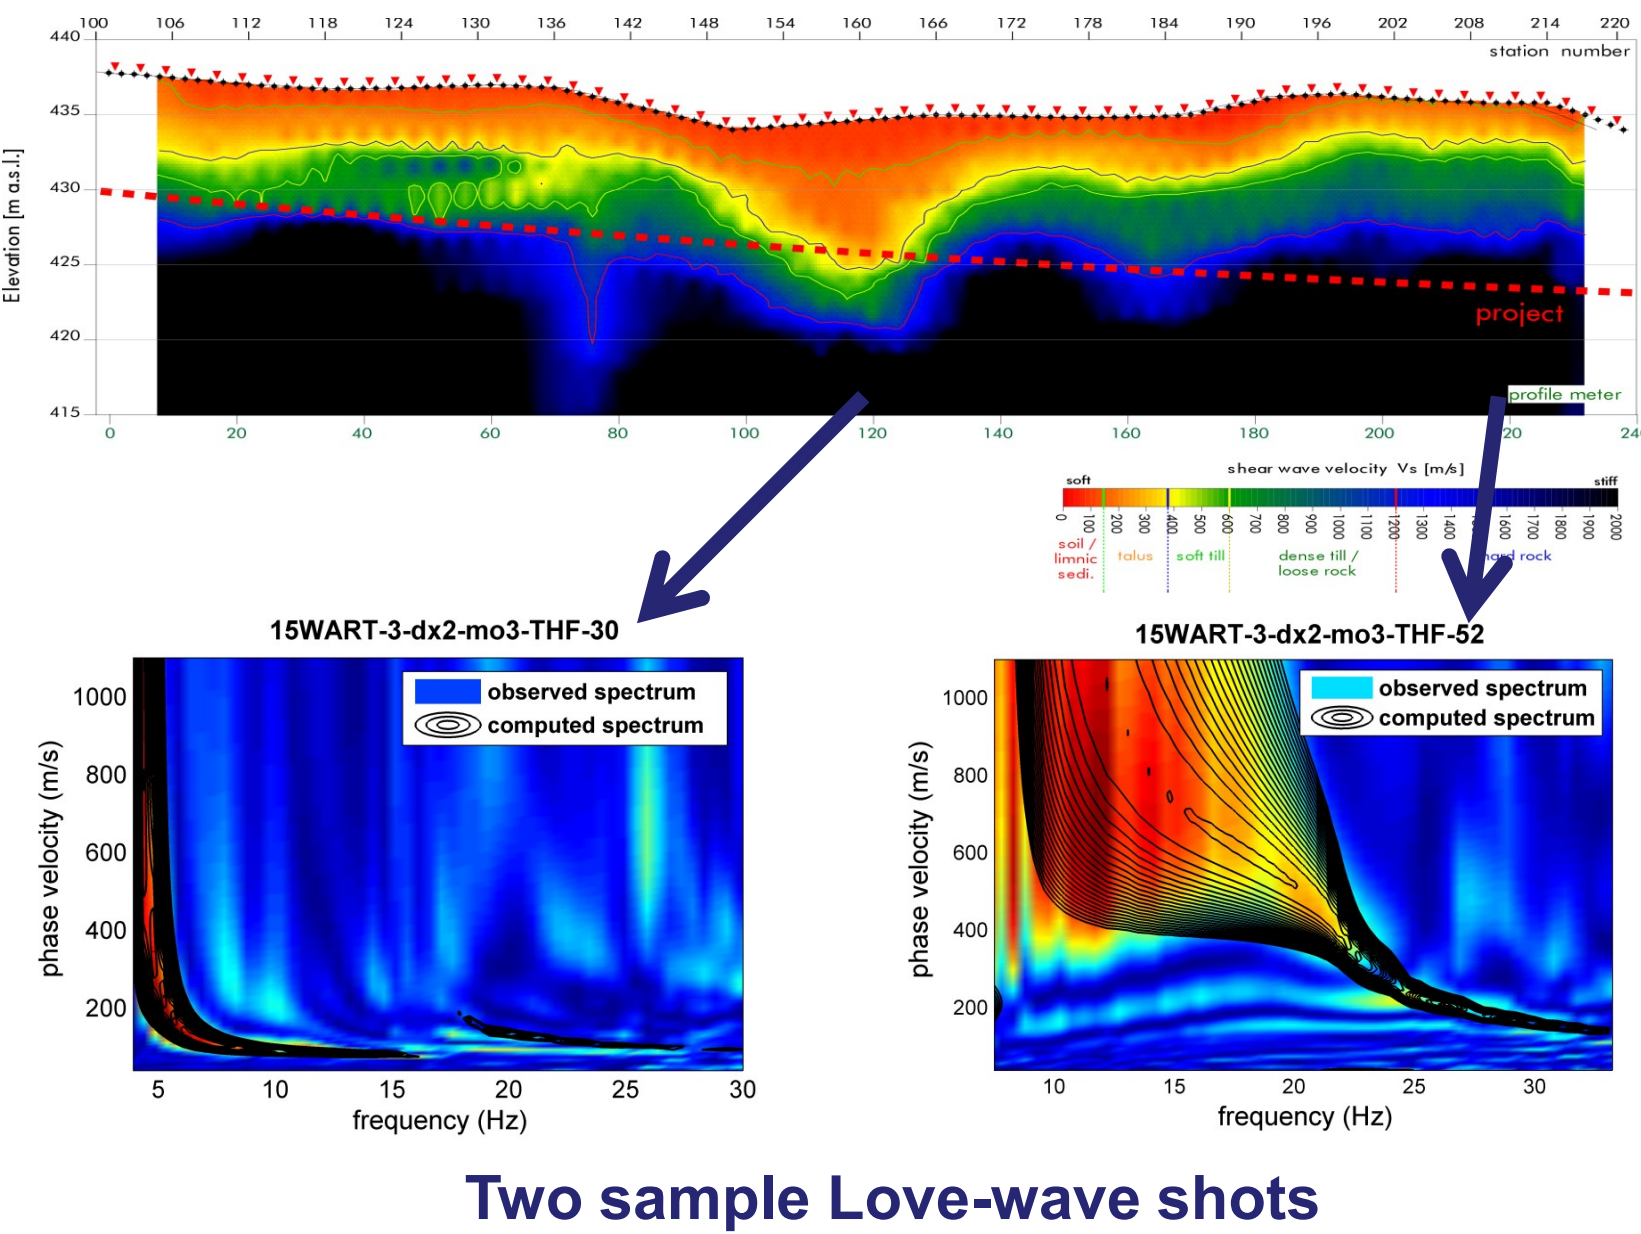 100 106 112 118 124 130 136 142 148 154 160 166 172 178 184 190 196 202 208 214 220
station number
440
435
430
425
420
415
Elevation [m a.s.l.]
project
profile meter
0 20 40 60 80 100 120 140 160 180 200 20 24
shear wave velocity Vs [m/s]
soft stiff
0 100 200 300 400 500 600 700 800 900 1000 1100 1200 1300 1500 1600 1700 1800 1900 2000
soil / limnic sedi. talus soft till dense till / loose rock hard rock
15WART-3-dx2-mo3-THF-30
observed spectrum
computed spectrum
1000
800
600
400
200
phase velocity (m/s)
5 10 15 20 25 30
frequency (Hz)
15WART-3-dx2-mo3-THF-52
observed spectrum
computed spectrum
1000
800
600
400
200
phase velocity (m/s)
10 15 20 25 30
frequency (Hz)
Two sample Love-wave shots